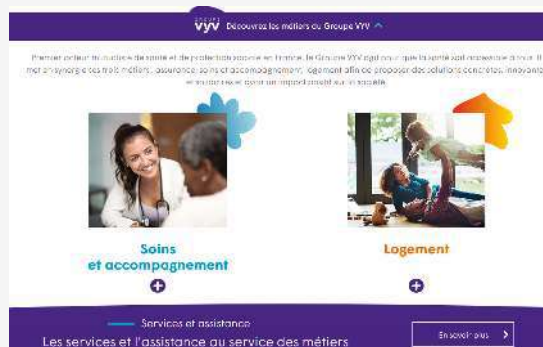 GROUPE
vyv Découvrez les métiers du Groupe VYV
Premier acteur mutualiste de santé et de protection sociale en France, le Groupe VYV agit pour que la santé soit accessible à tous. Il
met en synergie ses trois métiers : assurance, soins et accompagnement, logement afin de proposer des solutions concrètes, innovantes
et avoir un impact positif sur la société.
Soins
et accompagnement
Logement
Services et assistance
Les services et l'assistance au service des métiers
En savoir plus